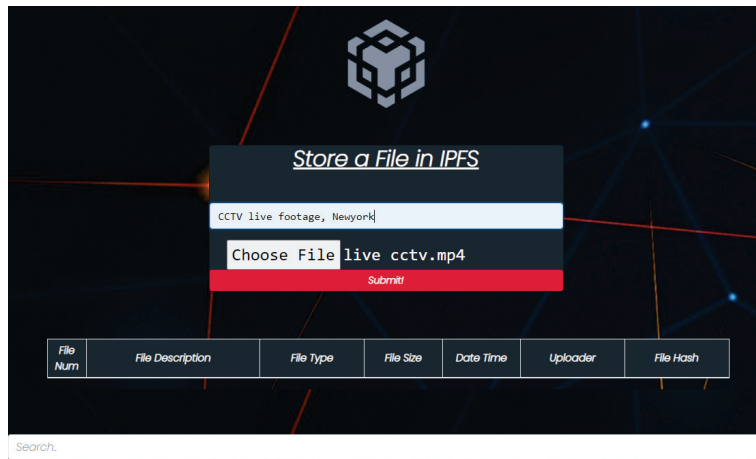 Store a File in IPFS
CCTV live footage, Newyork
Choose File live cctv.mp4
Submit!
File Num File Description File Type File Size Date Time Uploader File Hash
Search..